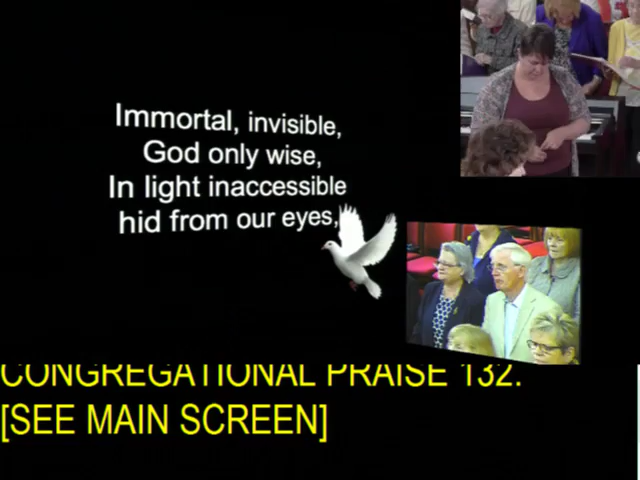 Immortal, invisible,
God only wise,
In light inaccessible
hid from our eyes,
CONGREGATIONAL PRAISE 132.
[SEE MAIN SCREEN]